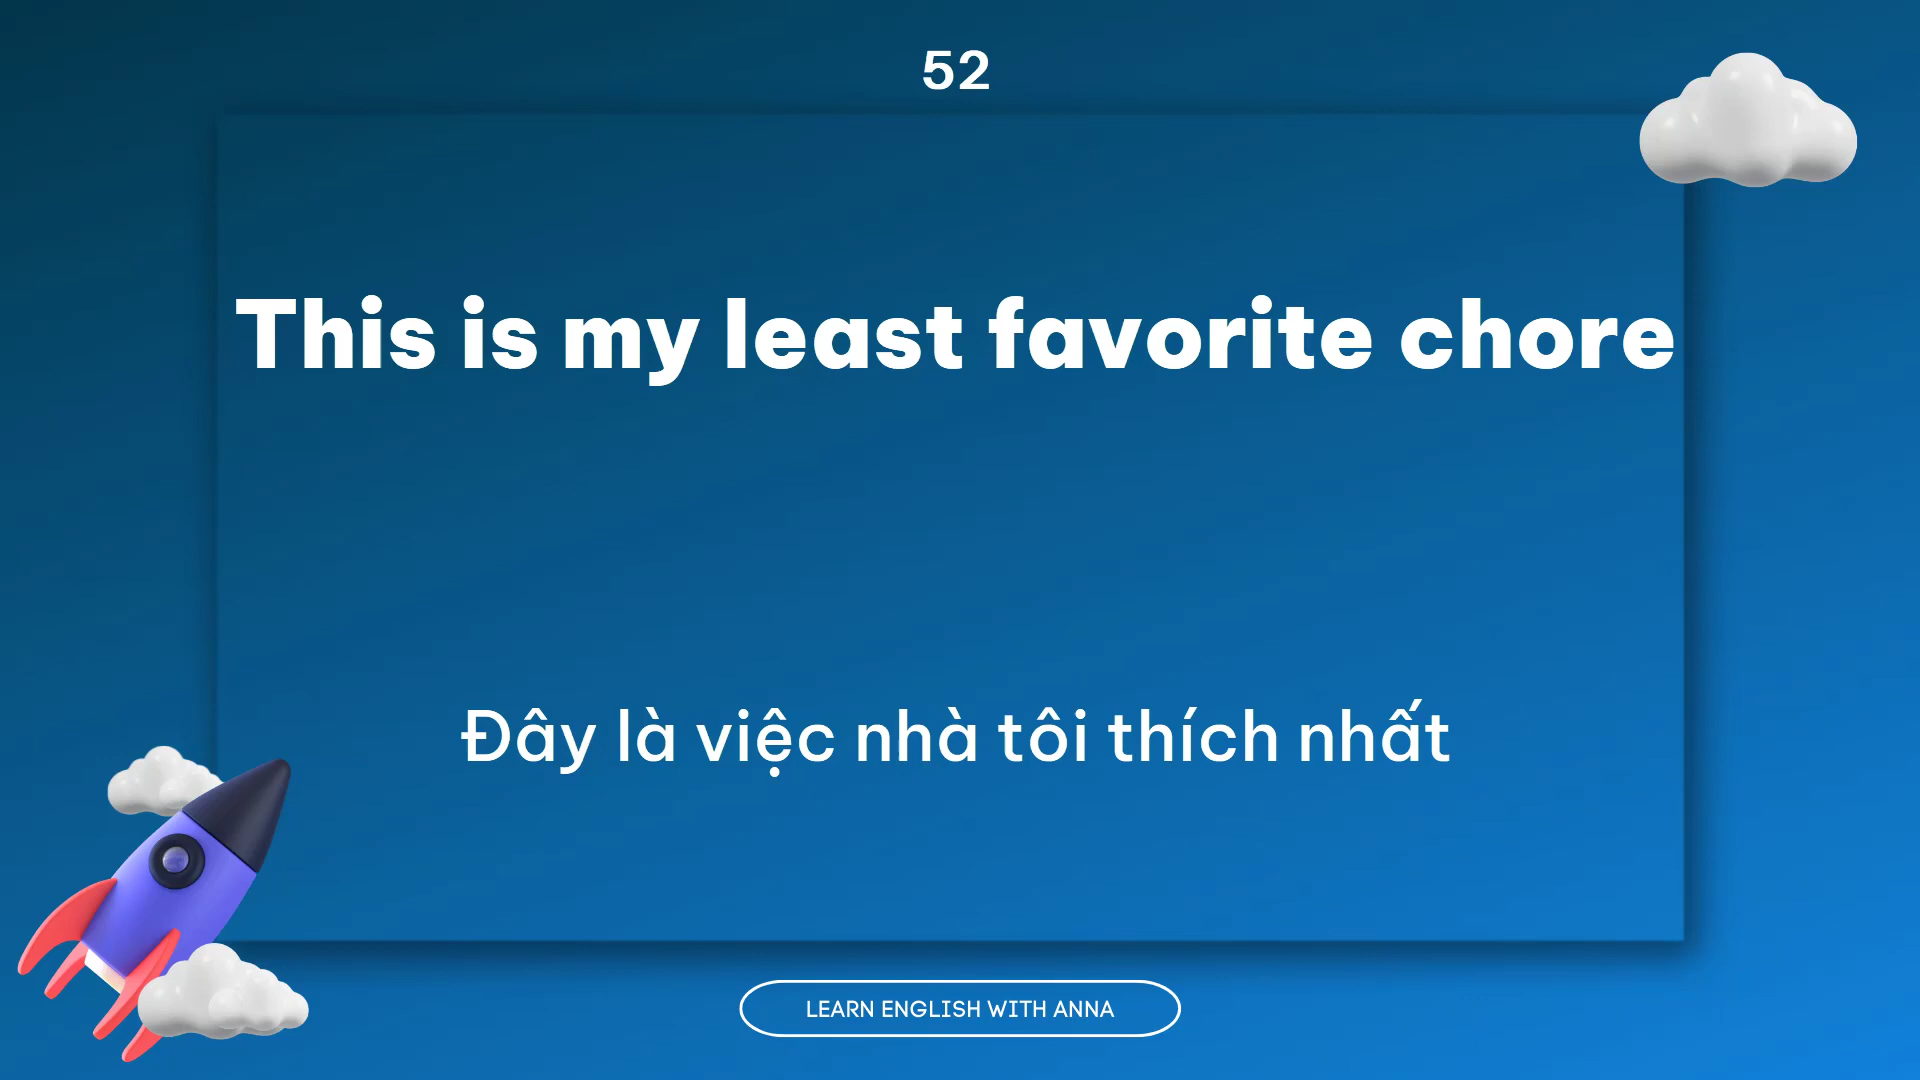 52
This is my least favorite chore
Đây là việc nhà tôi thích nhất
LEARN ENGLISH WITH ANNA